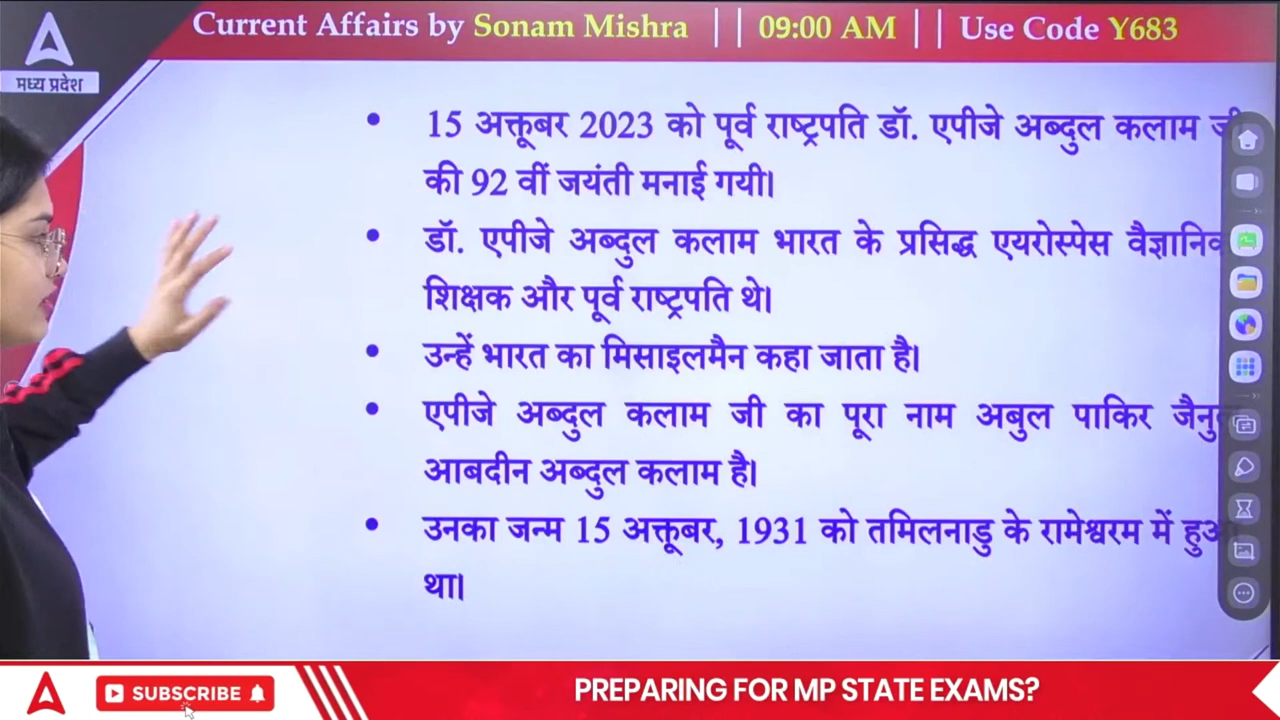 Current Affairs by Sonam Mishra || 09:00 AM || Use Code Y683
मध्य प्रदेश
• 15 अक्तूबर 2023 को पूर्व राष्ट्रपति डॉ. एपीजे अब्दुल कलाम जी
की 92 वीं जयंती मनाई गयी।
• डॉ. एपीजे अब्दुल कलाम भारत के प्रसिद्ध एयरोस्पेस
शिक्षक और पूर्व राष्ट्रपति थे।
• उन्हें भारत का मिसाइलमैन कहा जाता है।
• एपीजे अब्दुल कलाम जी का पूरा नाम अबुल पाकिर
आबदीन अब्दुल कलाम है।
• उनका जन्म 15 अक्तूबर, 1931 को तमिलनाडु के रामेश्वरम में हुआ
था।
SUBSCRIBE
PREPARING FOR MP STATE EXAMS?